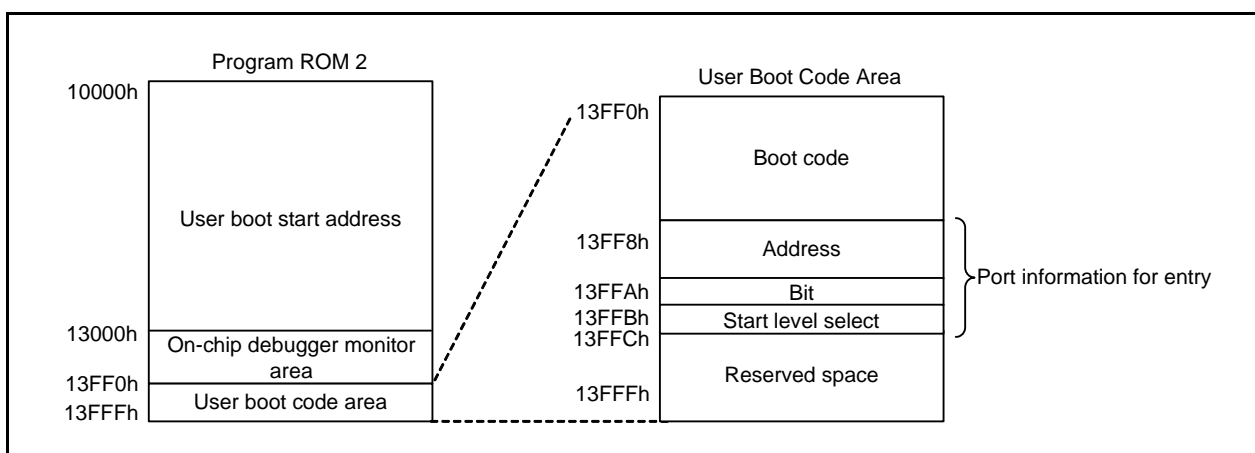 Program ROM 2
10000h
User boot start address
13000h
On-chip debugger monitor
area
13FF0h
User boot code area
13FFFh
User Boot Code Area
13FF0h
Boot code
13FF8h
Address
Port information for entry
13FFAh
Bit
13FFBh
Start level select
13FFCh
Reserved space
13FFFh